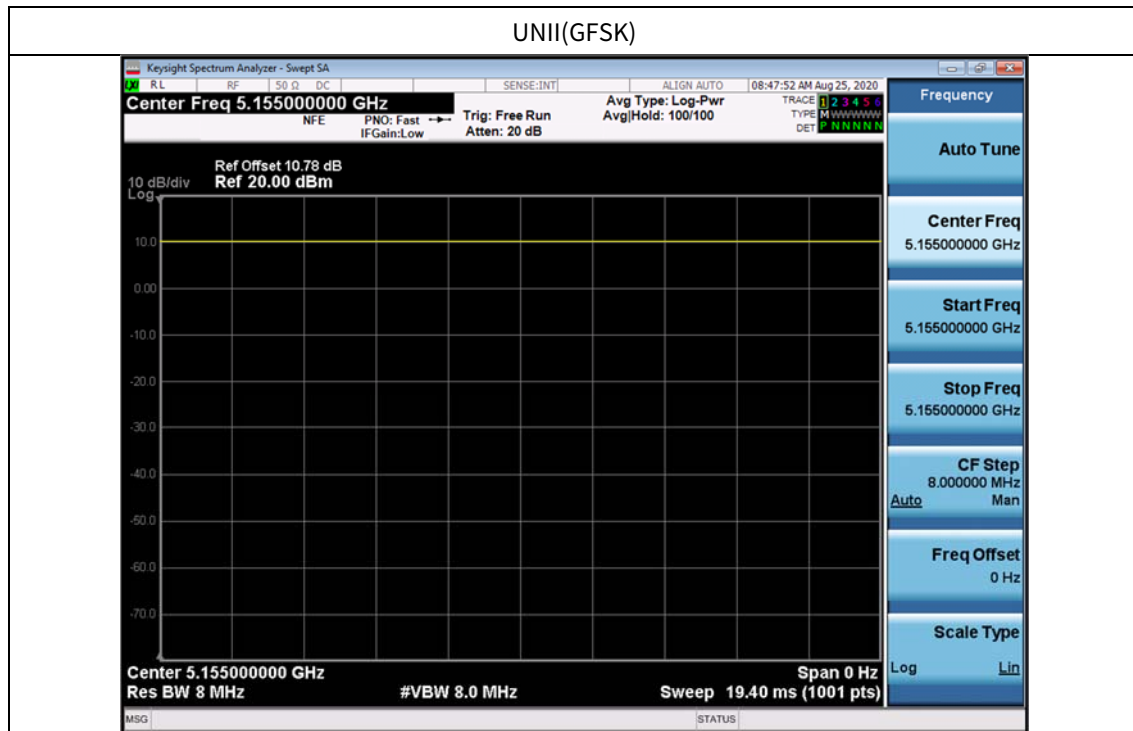 UNII(GFSK)
Keysight Spectrum Analyzer - Swept SA
LXI RL RF 50 Ω DC SENSE:INT ALIGN AUTO 08:47:52 AM Aug 25, 2020
Center Freq 5.155000000 GHz
NFE
PNO: Fast
IFGain:Low
Trig: Free Run
Atten: 20 dB
Avg Type: Log-Pwr
Avg|Hold: 100/100
TRACE 1 2 3 4 5 6
TYPE M W W W W W
DET P N N N N N
Ref Offset 10.78 dB
10 dB/div Ref 20.00 dBm
Log
10.0
0.00
-10.0
-20.0
-30.0
-40.0
-50.0
-60.0
-70.0
Center 5.155000000 GHz Span 0 Hz
Res BW 8 MHz #VBW 8.0 MHz Sweep 19.40 ms (1001 pts)
MSG STATUS
Frequency
Auto Tune
Center Freq
5.155000000 GHz
Start Freq
5.155000000 GHz
Stop Freq
5.155000000 GHz
CF Step
8.000000 MHz
Auto Man
Freq Offset
0 Hz
Scale Type
Log Lin